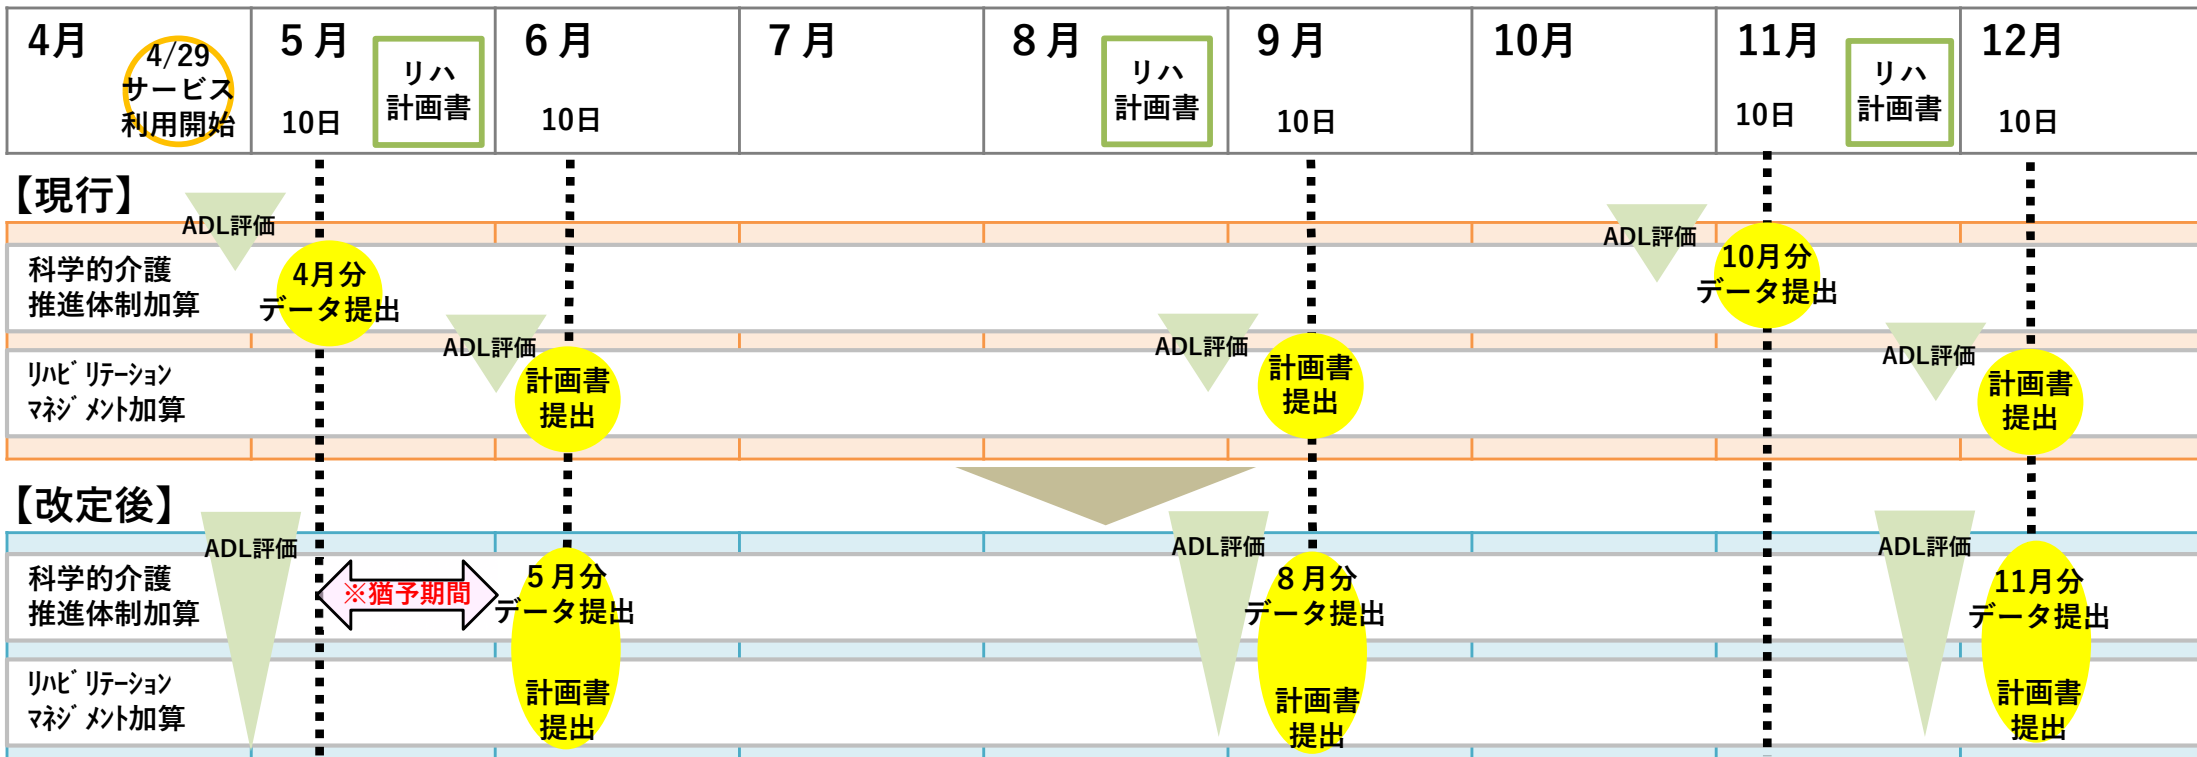 4月
4/29
サービス
利用開始
5月
10日
リハ
計画書
6月
10日
7月
8月
リハ
計画書
9月
10日
10月
11月
10日
リハ
計画書
12月
10日
【現行】
ADL評価
ADL評価
科学的介護
推進体制加算
4月分
データ提出
10月分
データ提出
ADL評価
ADL評価
ADL評価
リハビリテーション
マネジメント加算
計画書
提出
計画書
提出
計画書
提出
【改定後】
ADL評価
ADL評価
ADL評価
科学的介護
推進体制加算
※猶予期間
5月分
データ提出
8月分
データ提出
11月分
データ提出
リハビリテーション
マネジメント加算
計画書
提出
計画書
提出
計画書
提出